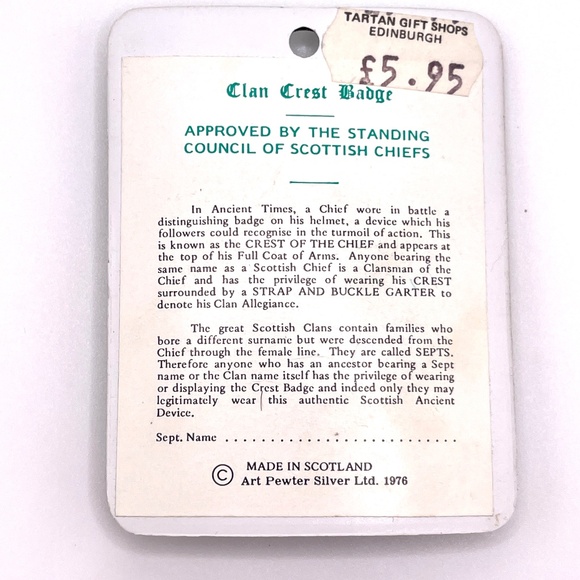 TARTAN GIFT SHOPS
EDINBURGH
£5.95
Clan Crest Badge
APPROVED BY THE STANDING
COUNCIL OF SCOTTISH CHIEFS
In Ancient Times, a Chief wore in battle a
distinguishing badge on his helmet, a device which his
followers could recognise in the turmoil of action. This
is known as the CREST OF THE CHIEF and appears at
the top of his Full Coat of Arms. Anyone bearing the
same name as a Scottish Chief is a Clansman of the
Chief and has the privilege of wearing his CREST
surrounded by a STRAP AND BUCKLE GARTER to
denote his Clan Allegiance.
The great Scottish Clans contain families who
bore a different surname but were descended from the
Chief through the female line. They are called SEPTS.
Therefore anyone who has an ancestor bearing a Sept
name or the Clan name itself has the privilege of wearing
or displaying the Crest Badge and indeed only they may
legitimately wear this authentic Scottish Ancient
Device.
Sept. Name ..............................
© MADE IN SCOTLAND
Art Pewter Silver Ltd. 1976